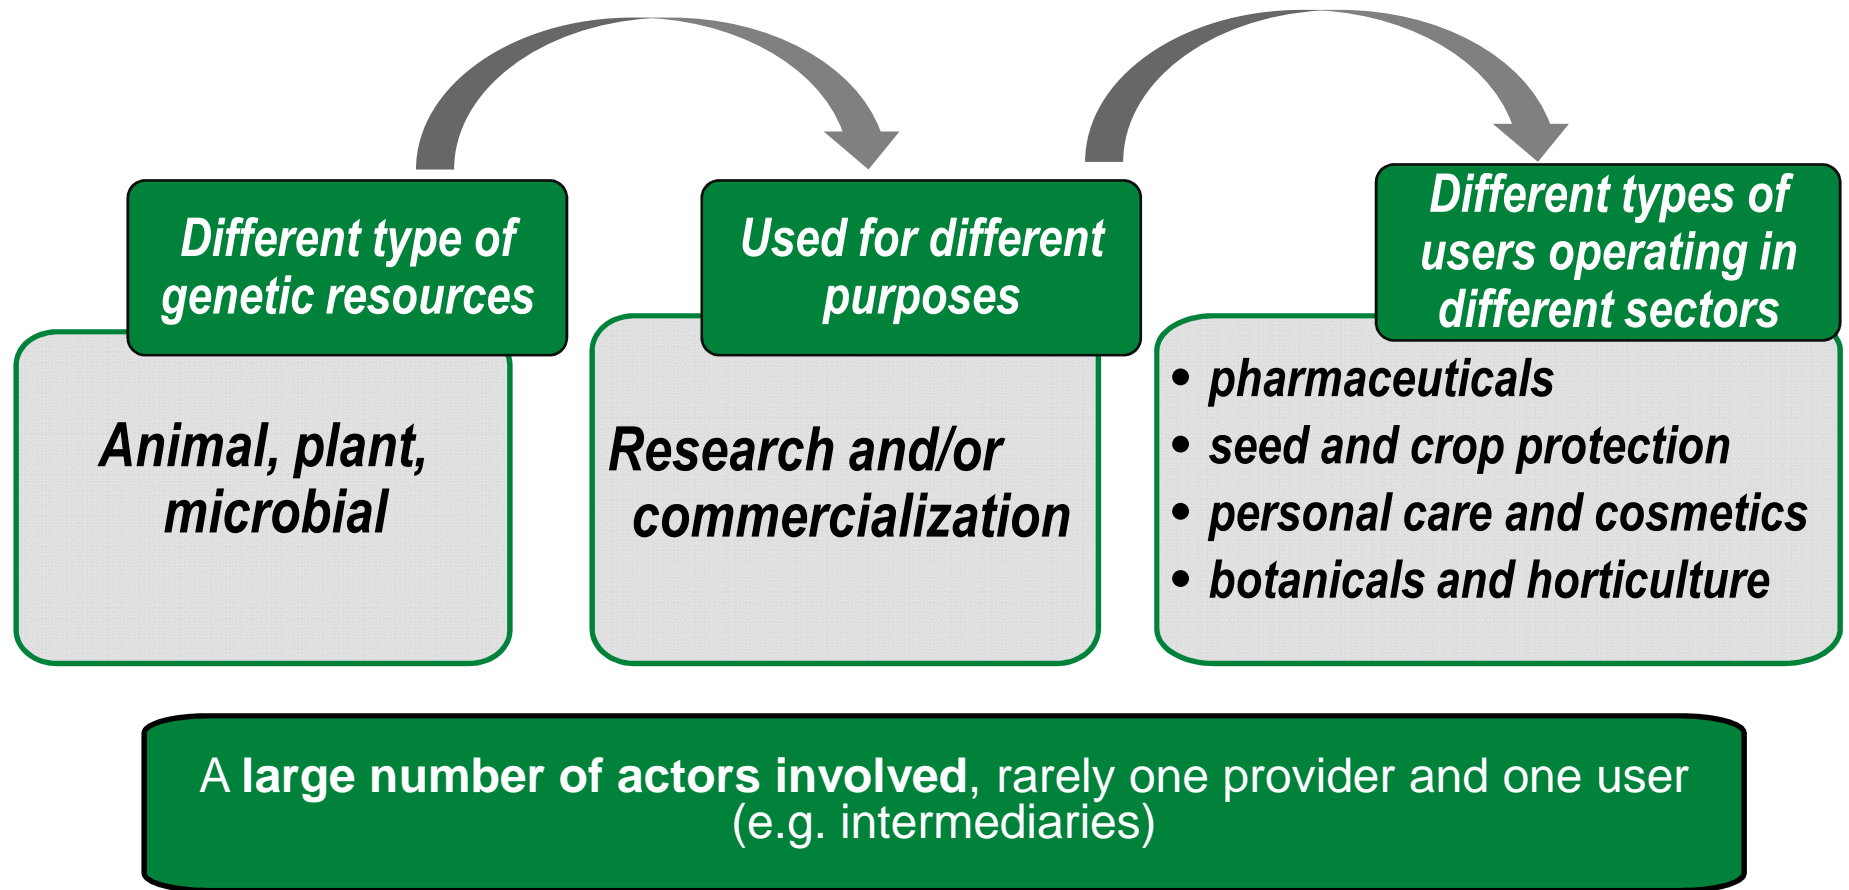 Different type of
genetic resources
Animal, plant,
microbial
Used for different
purposes
Research and/or
commercialization
Different types of
users operating in
different sectors
• pharmaceuticals
• seed and crop protection
• personal care and cosmetics
• botanicals and horticulture
A large number of actors involved, rarely one provider and one user
(e.g. intermediaries)